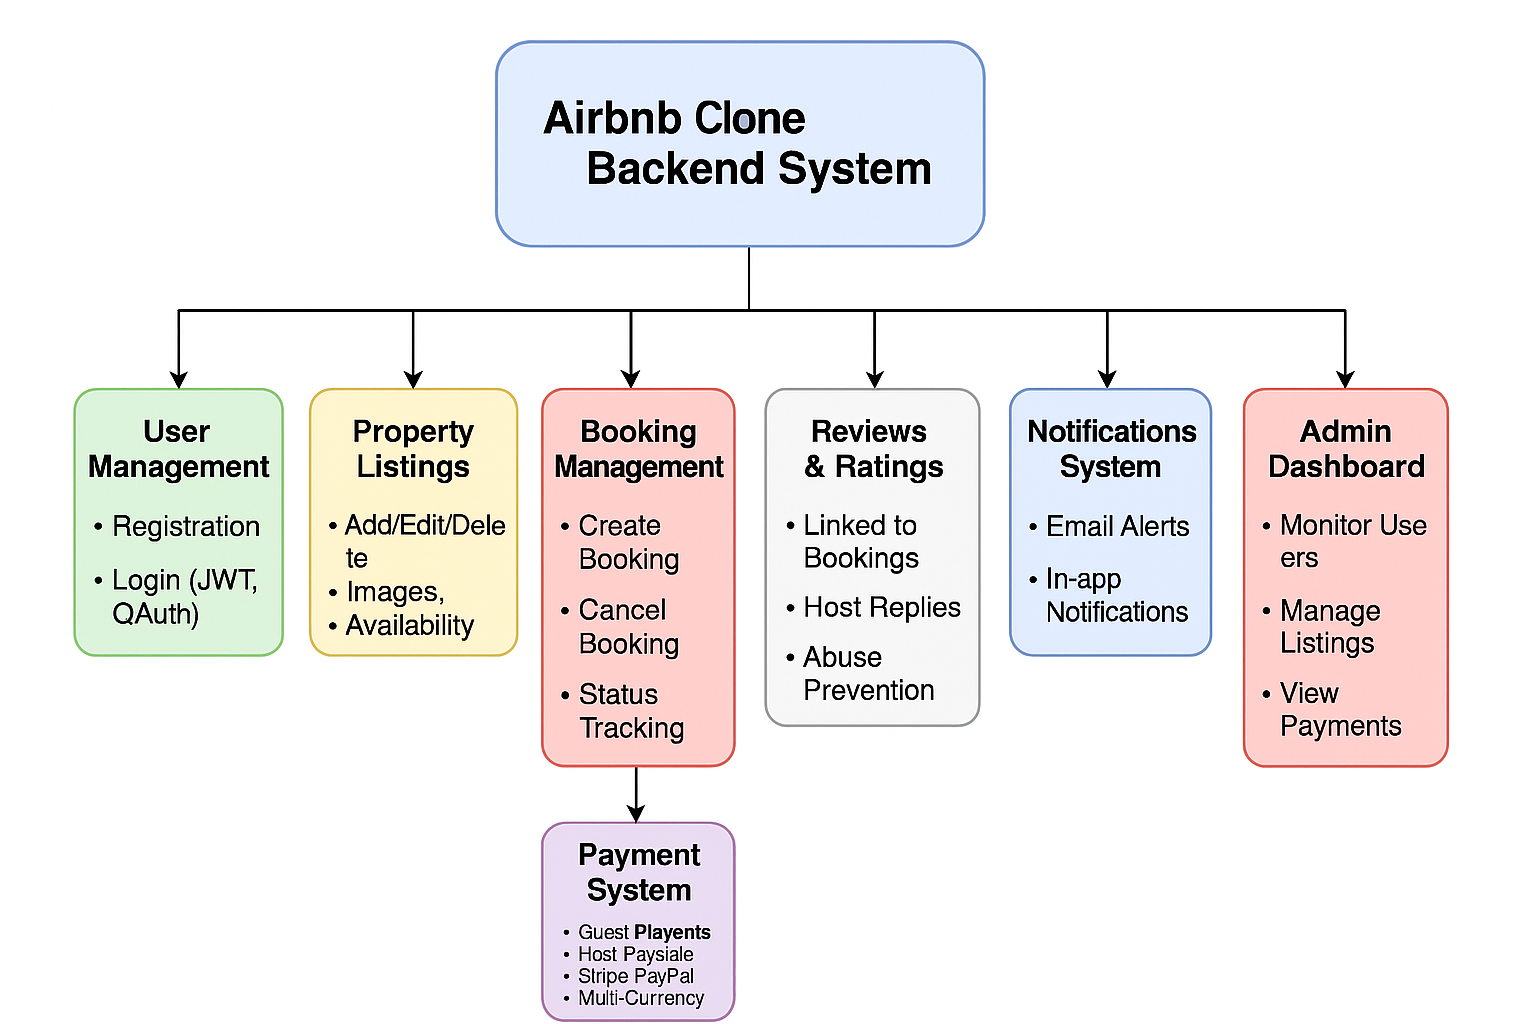 Airbnb Clone
Backend System
User
Management
• Registration
• Login (JWT,
QAuth)
Property
Listings
• Add/Edit/Dele
te
• Images,
• Availability
Booking
Management
• Create
Booking
• Cancel
Booking
• Status
Tracking
Reviews
& Ratings
• Linked to
Bookings
• Host Replies
• Abuse
Prevention
Notifications
System
• Email Alerts
• In-app
Notifications
Admin
Dashboard
• Monitor Use
ers
• Manage
Listings
• View
Payments
Payment
System
• Guest Playents
• Host Paysiale
• Stripe PayPal
• Multi-Currency